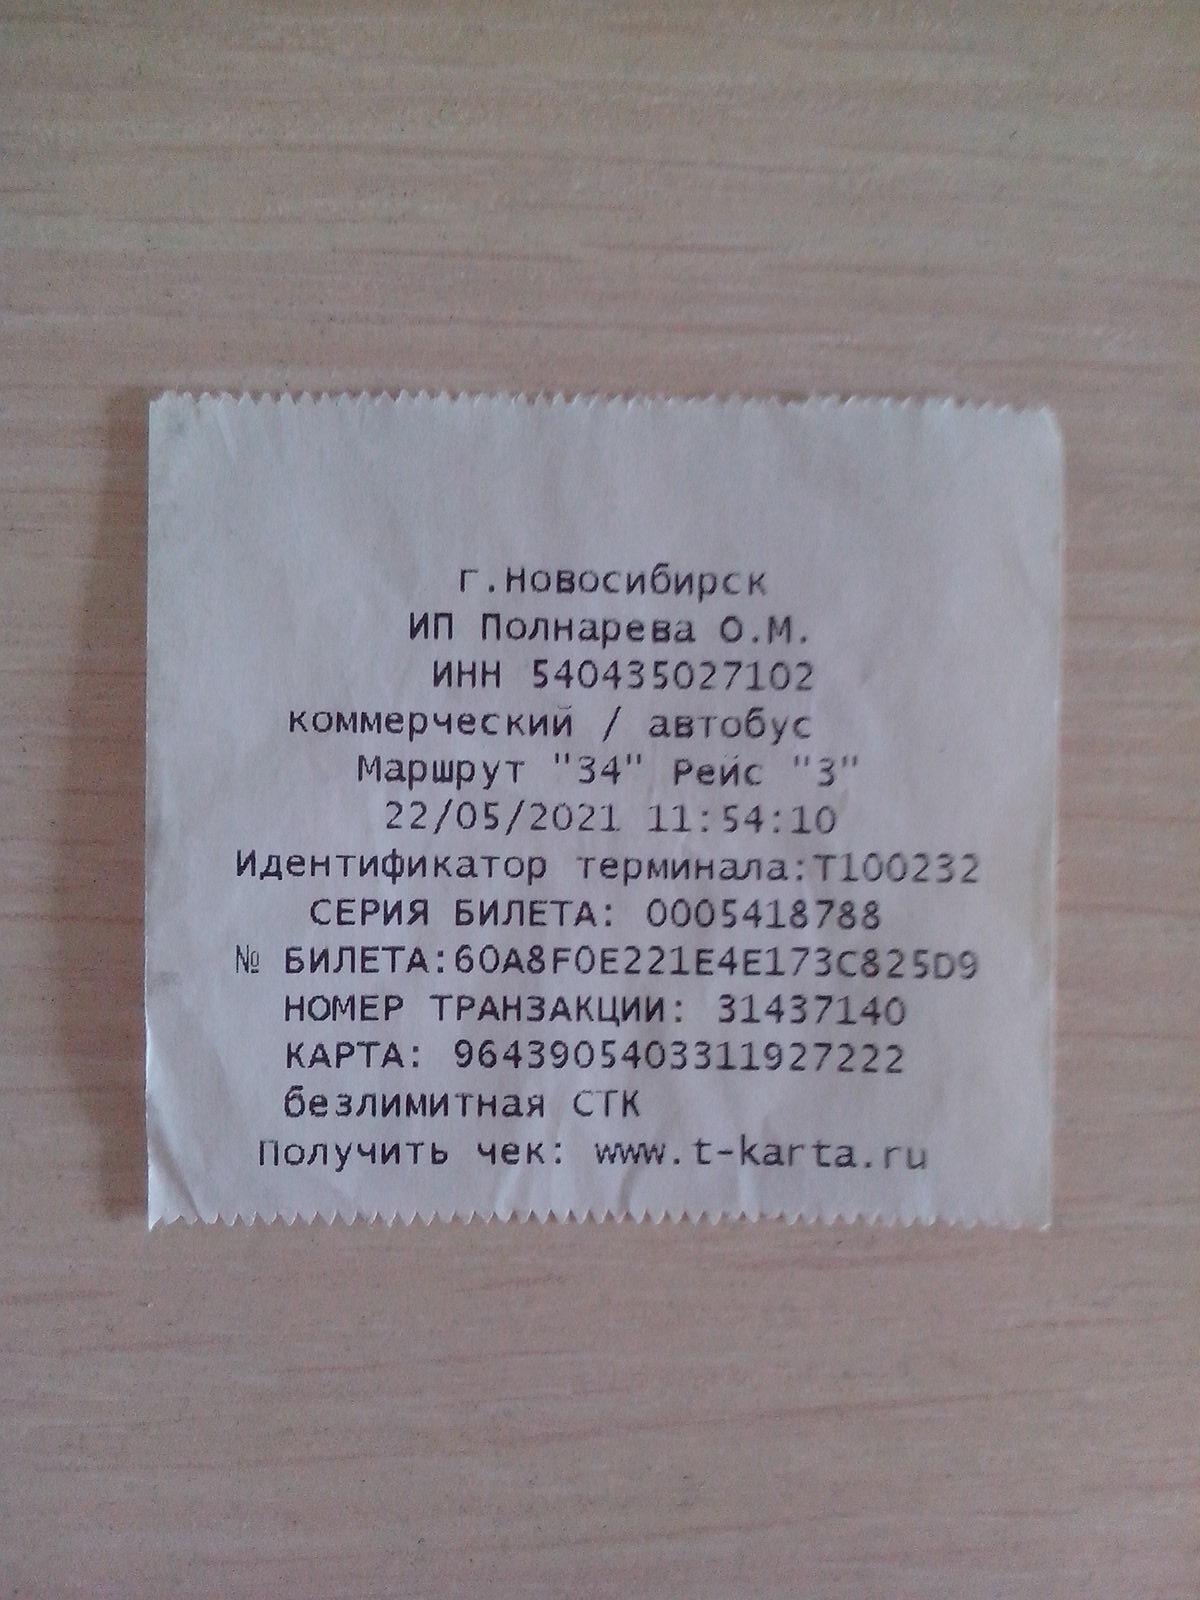 г.Новосибирск
ИП Полнарева О.М.
ИНН 540435027102
коммерческий / автобус
Маршрут "34" Рейс "3"
22/05/2021 11:54:10
Идентификатор терминала:T100232
СЕРИЯ БИЛЕТА: 0005418788
№ БИЛЕТА:60A8F0E221E4E173C825D9
НОМЕР ТРАНЗАКЦИИ: 31437140
КАРТА: 9643905403311927222
безлимитная СТК
Получить чек: www.t-karta.ru